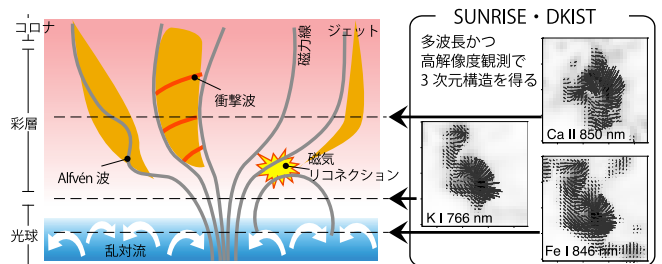 コロナ
彩層
光球
Alfvén 波
衝撃波
磁力線
ジェット
磁気
リコネクション
乱対流
SUNRISE・DKIST
多波長かつ
高解像度観測で
3 次元構造を得る
Ca II 850 nm
K I 766 nm
Fe I 846 nm